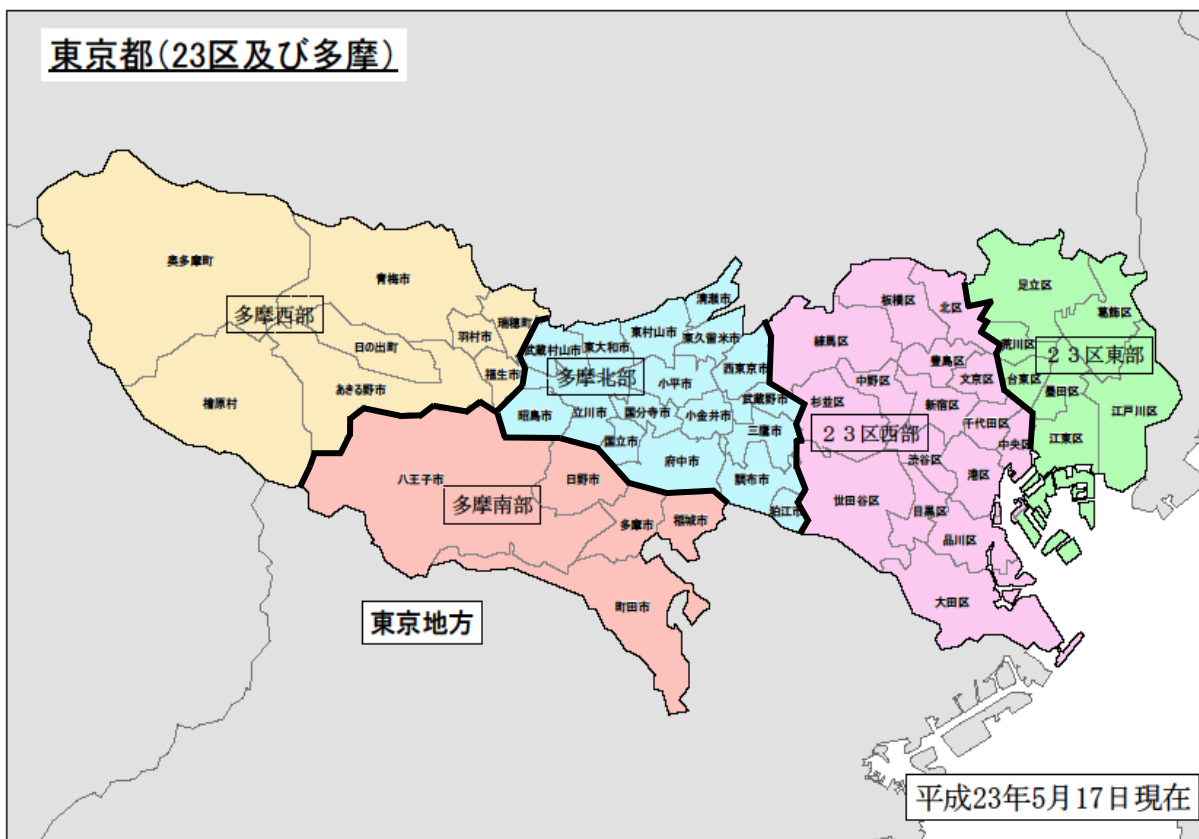 東京都(23区及び多摩)
奥多摩町
青梅市
多摩西部
瑞穂町
羽村市
日の出町
福生市
あきる野市
檜原村
清瀬市
東村山市
東久留米市
武蔵村山市
東大和市
西東京市
多摩北部
小平市
武蔵野市
昭島市
立川市
国分寺市
小金井市
三鷹市
国立市
府中市
調布市
狛江市
八王子市
日野市
多摩南部
多摩市
稲城市
町田市
板橋区
北区
練馬区
豊島区
中野区
文京区
杉並区
新宿区
千代田区
23区西部
中央区
渋谷区
港区
世田谷区
目黒区
品川区
大田区
足立区
葛飾区
荒川区
23区東部
台東区
墨田区
江戸川区
江東区
東京地方
平成23年5月17日現在